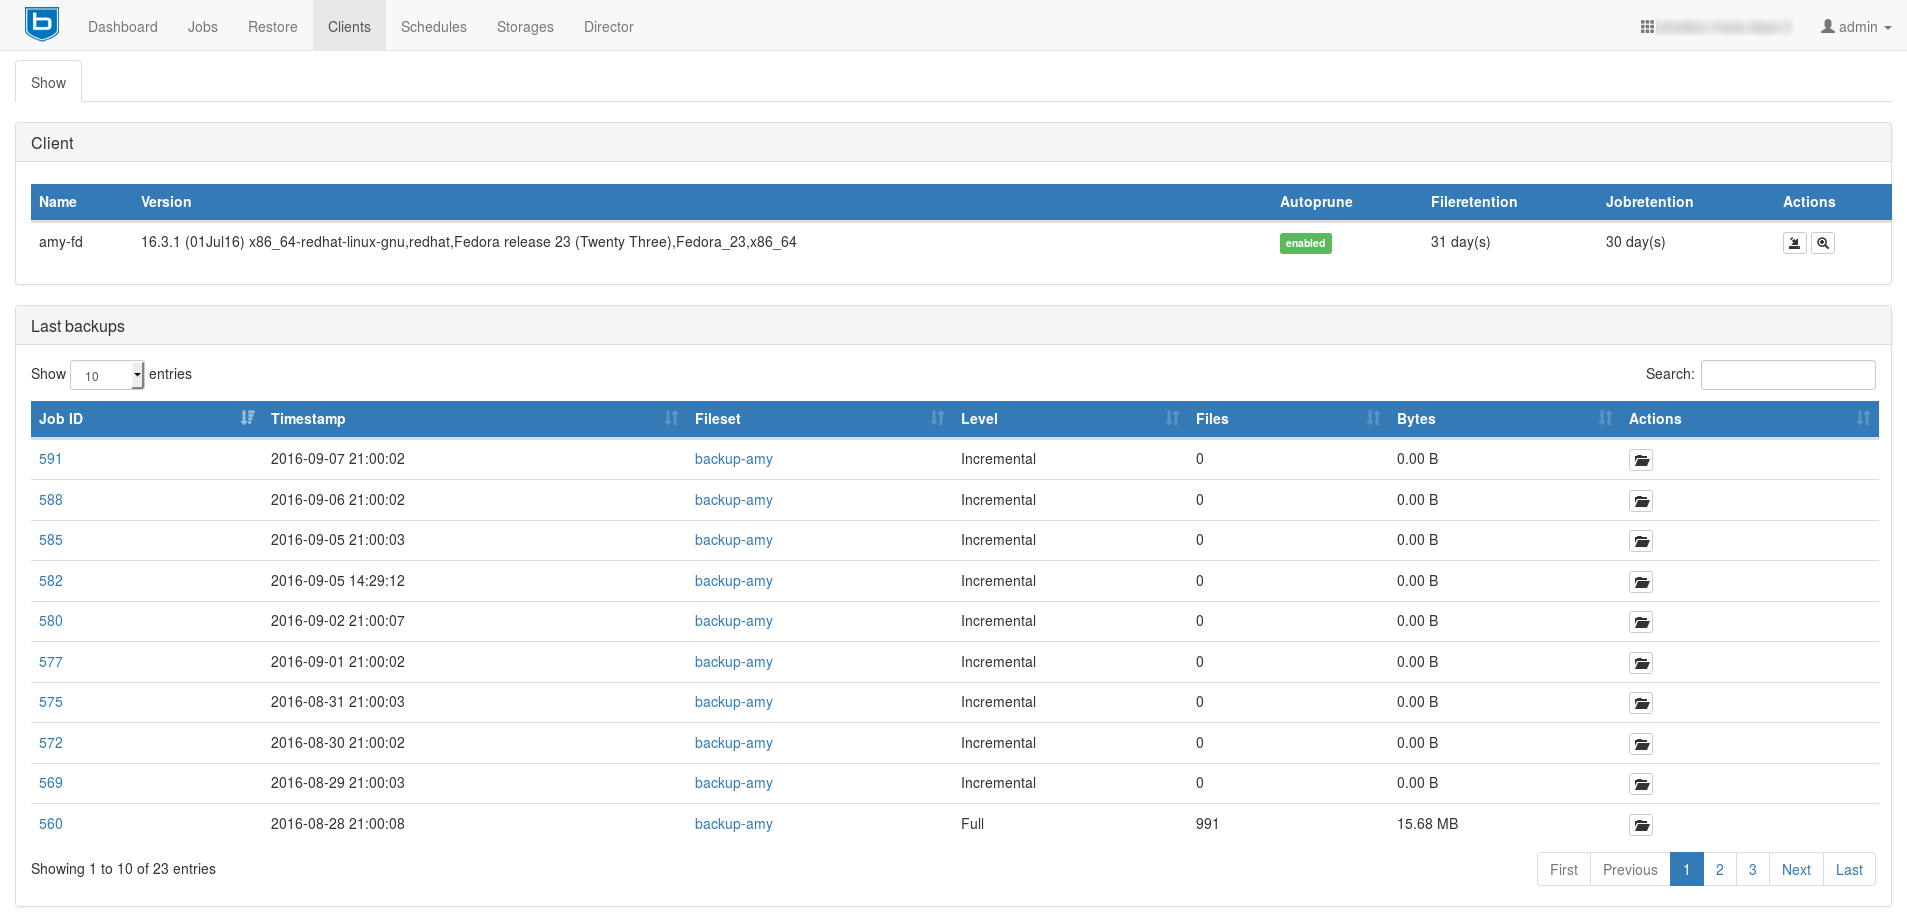 b Dashboard Jobs Restore Clients Schedules Storages Director admin
Show
Client
Name Version Autoprune Fileretention Jobretention Actions
amy-fd 16.3.1 (01Jul16) x86_64-redhat-linux-gnu,redhat,Fedora release 23 (Twenty Three),Fedora_23,x86_64 enabled 31 day(s) 30 day(s)
Last backups
Show 10 entries Search:
Job ID Timestamp Fileset Level Files Bytes Actions
591 2016-09-07 21:00:02 backup-amy Incremental 0 0.00 B
588 2016-09-06 21:00:02 backup-amy Incremental 0 0.00 B
585 2016-09-05 21:00:03 backup-amy Incremental 0 0.00 B
582 2016-09-05 14:29:12 backup-amy Incremental 0 0.00 B
580 2016-09-02 21:00:07 backup-amy Incremental 0 0.00 B
577 2016-09-01 21:00:02 backup-amy Incremental 0 0.00 B
575 2016-08-31 21:00:03 backup-amy Incremental 0 0.00 B
572 2016-08-30 21:00:02 backup-amy Incremental 0 0.00 B
569 2016-08-29 21:00:03 backup-amy Incremental 0 0.00 B
560 2016-08-28 21:00:08 backup-amy Full 991 15.68 MB
Showing 1 to 10 of 23 entries First Previous 1 2 3 Next Last